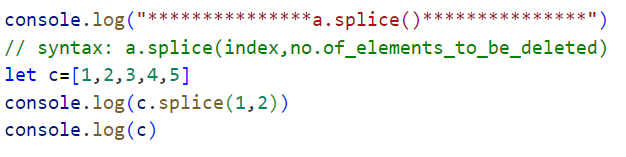 console.log("***************a.splice()***************")
// syntax: a.splice(index,no.of_elements_to_be_deleted)
let c=[1,2,3,4,5]
console.log(c.splice(1,2))
console.log(c)